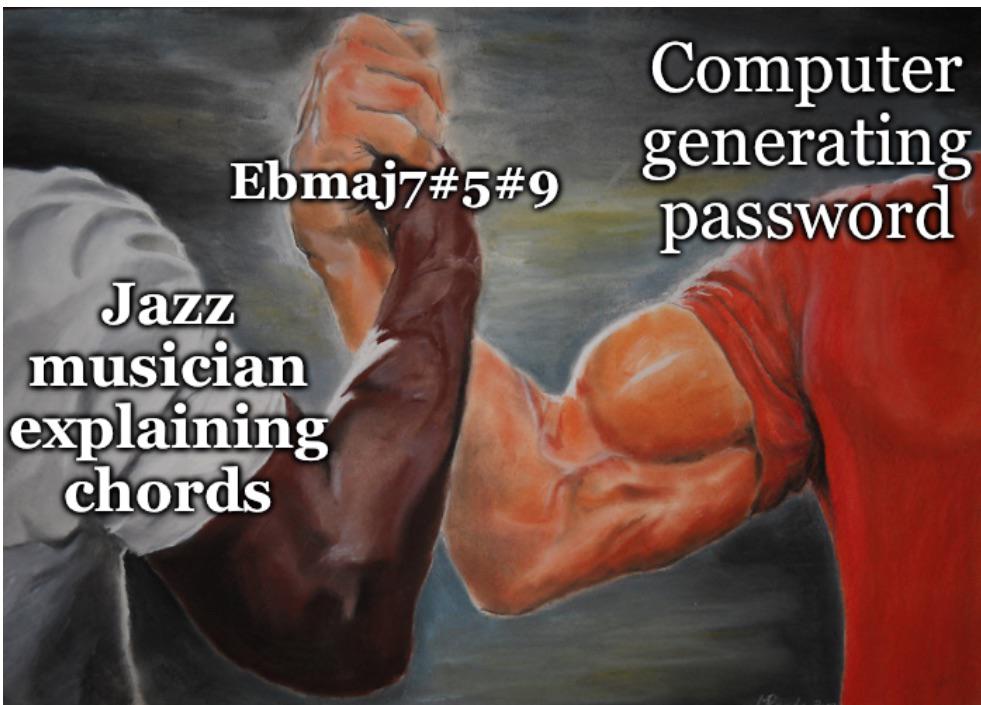 Computer
generating
password
Ebmaj7#5#9
Jazz
musician
explaining
chords